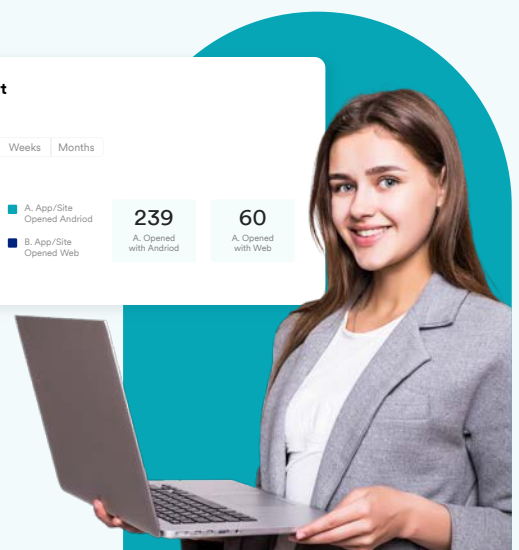 t
Weeks Months
A. App/Site
Opened Andriod
B. App/Site
Opened Web
239
A. Opened
with Andriod
60
A. Opened
with Web